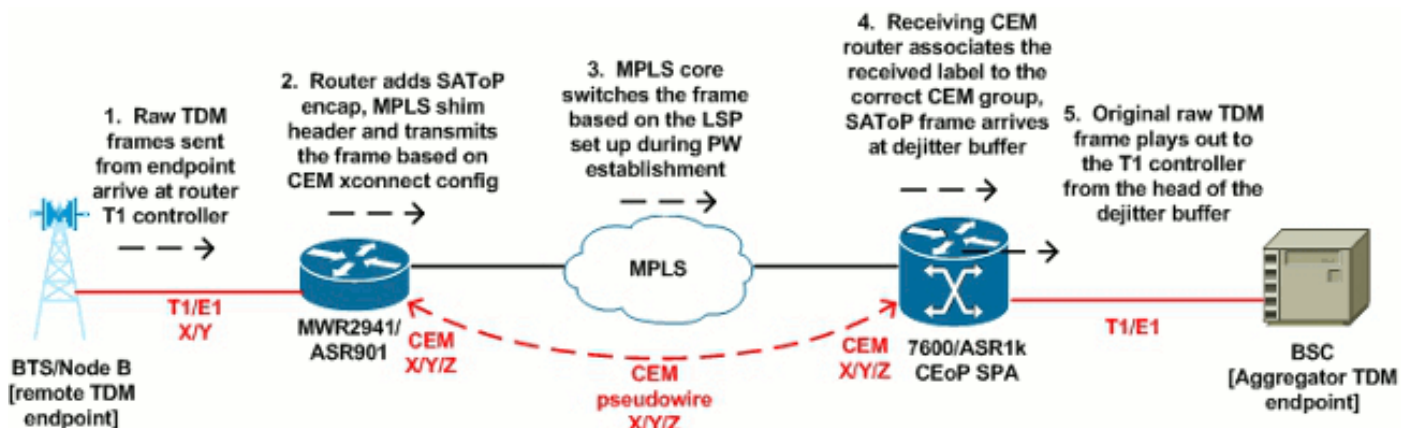 1. Raw TDM
frames sent
from endpoint
arrive at router
T1 controller
2. Router adds SAToP
encap, MPLS shim
header and transmits
the frame based on
CEM xconnect config
3. MPLS core
switches the frame
based on the LSP
set up during PW
establishment
4. Receiving CEM
router associates the
received label to the
correct CEM group,
SAToP frame arrives
at dejitter buffer
5. Original raw TDM
frame plays out to
the T1 controller
from the head of the
dejitter buffer
BTS/Node B
[remote TDM
endpoint]
T1/E1
X/Y
MWR2941/
ASR901
CEM
X/Y/Z
MPLS
CEM
pseudowire
X/Y/Z
CEM
X/Y/Z
7600/ASR1k
CEoP SPA
T1/E1
BSC
[Aggregator TDM
endpoint]